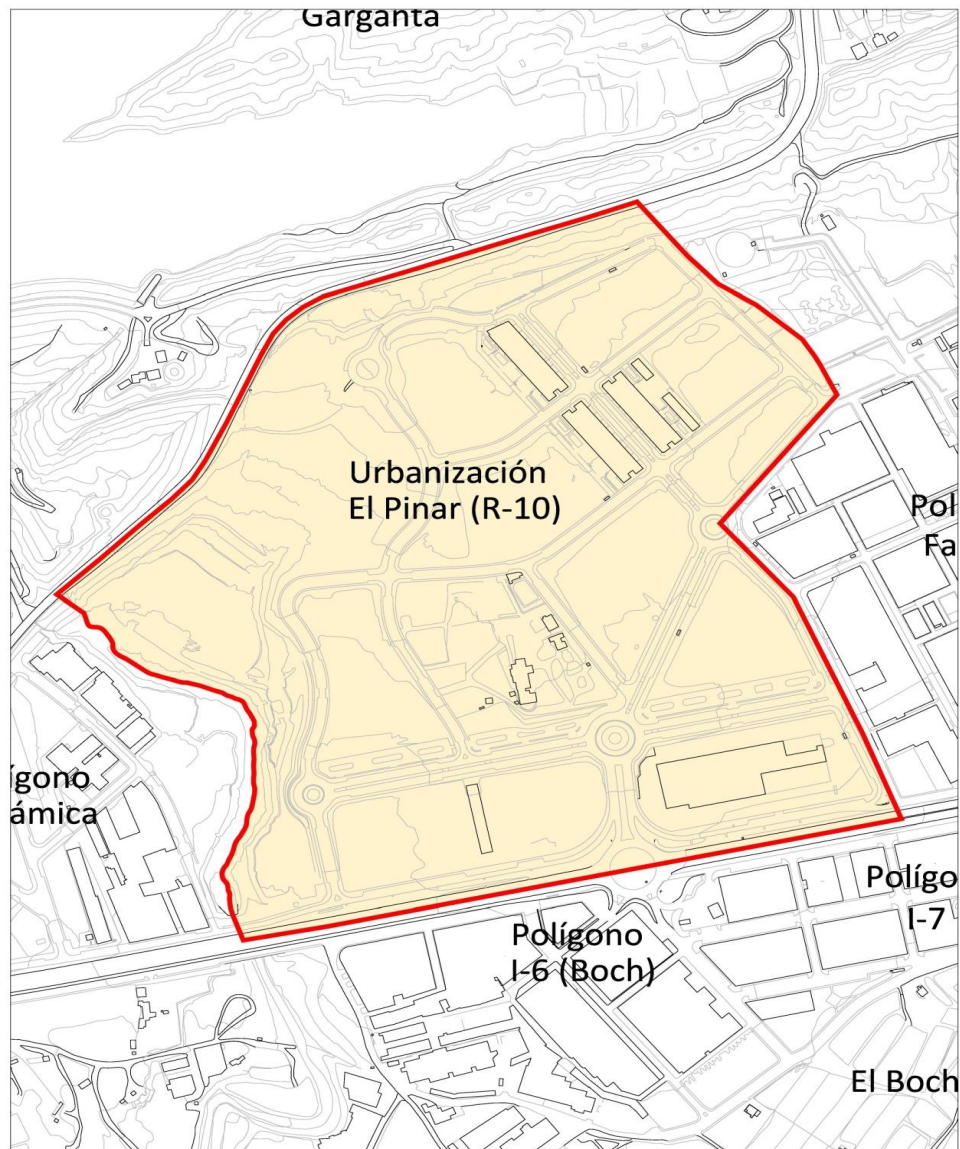 Garganta
Urbanización
El Pinar (R-10)
Pol
Fa
ígono
ámica
Polígo
I-7
Polígono
I-6 (Boch)
El Boch